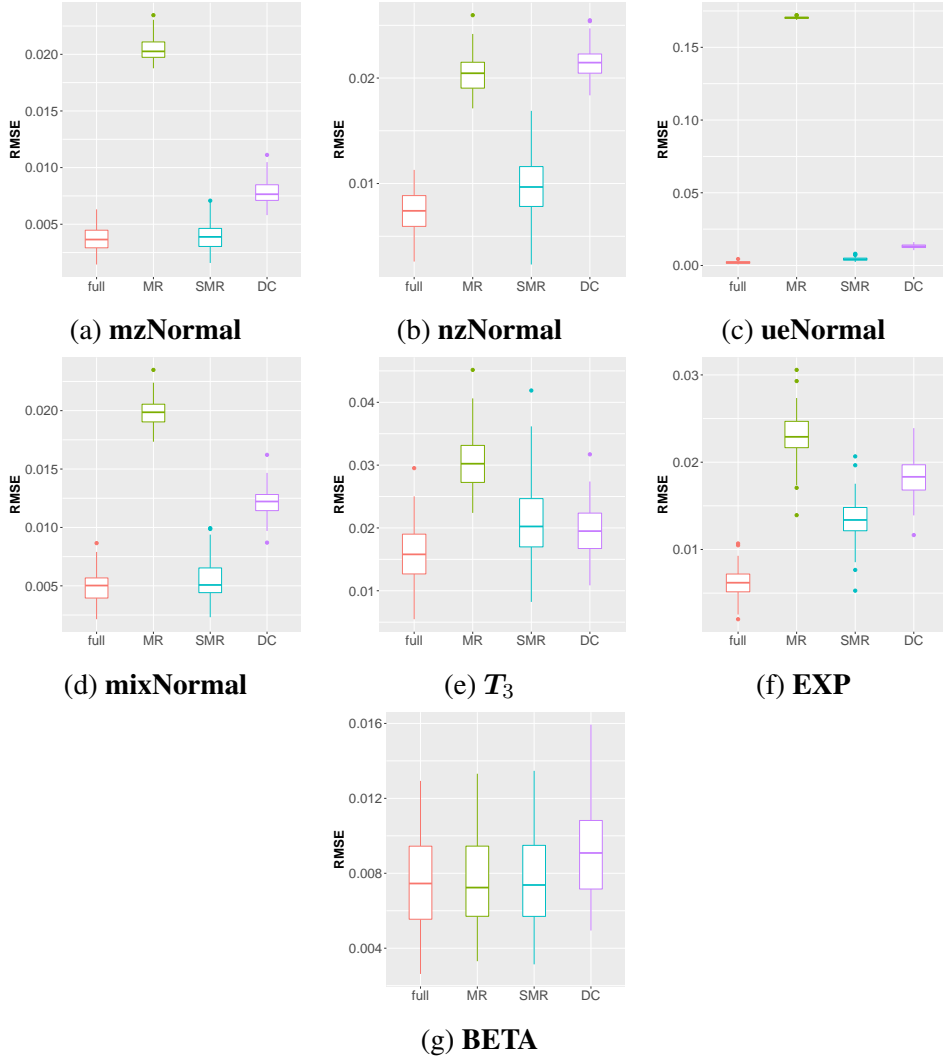 RMSE
0.020
0.015
0.010
0.005
full MR SMR DC
(a) mzNormal
RMSE
0.02
0.01
full MR SMR DC
(b) nzNormal
RMSE
0.15
0.10
0.05
0.00
full MR SMR DC
(c) ueNormal
RMSE
0.020
0.015
0.010
0.005
full MR SMR DC
(d) mixNormal
RMSE
0.04
0.03
0.02
0.01
full MR SMR DC
(e) T₃
RMSE
0.03
0.02
0.01
full MR SMR DC
(f) EXP
RMSE
0.016
0.012
0.008
0.004
full MR SMR DC
(g) BETA